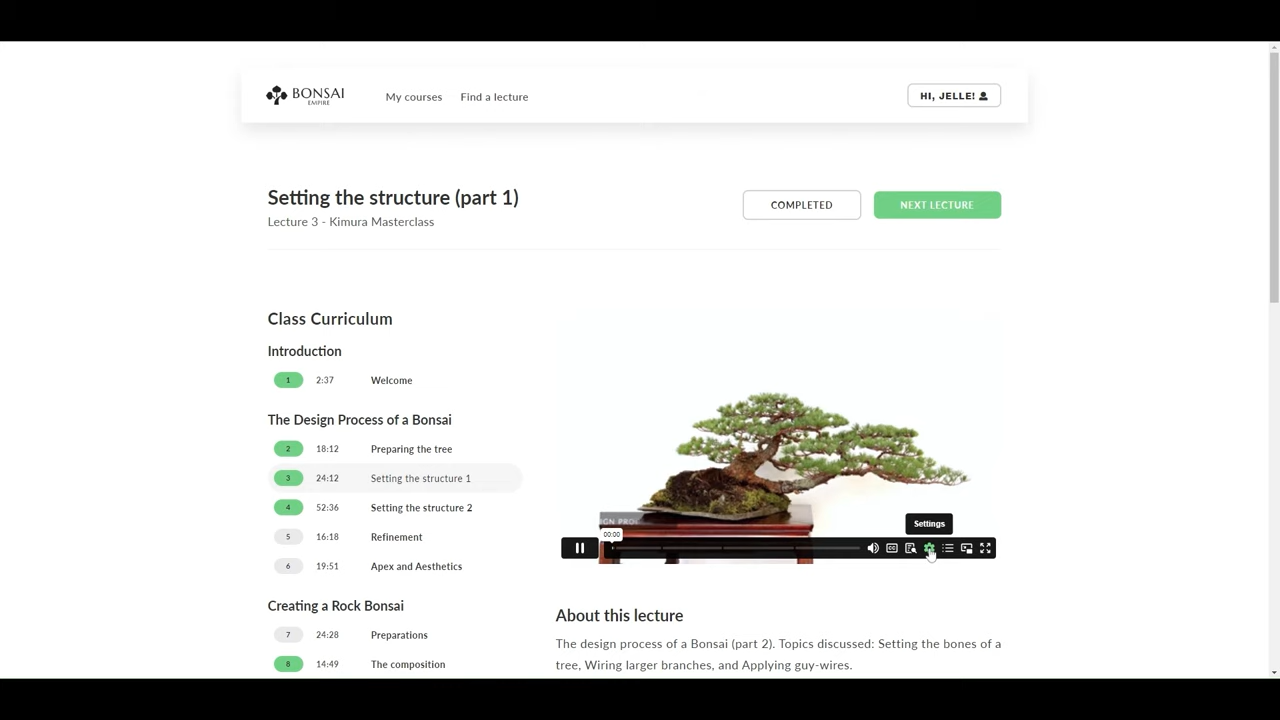 BONSAI
EMPIRE
My courses
Find a lecture
HI, JELLE!
Setting the structure (part 1)
Lecture 3 - Kimura Masterclass
COMPLETED
NEXT LECTURE
Class Curriculum
Introduction
1 2:37 Welcome
The Design Process of a Bonsai
2 18:12 Preparing the tree
3 24:12 Setting the structure 1
4 52:36 Setting the structure 2
5 16:18 Refinement
6 19:51 Apex and Aesthetics
Creating a Rock Bonsai
7 24:28 Preparations
8 14:49 The composition
Settings
00:00
CC
About this lecture
The design process of a Bonsai (part 2). Topics discussed: Setting the bones of a
tree, Wiring larger branches, and Applying guy-wires.